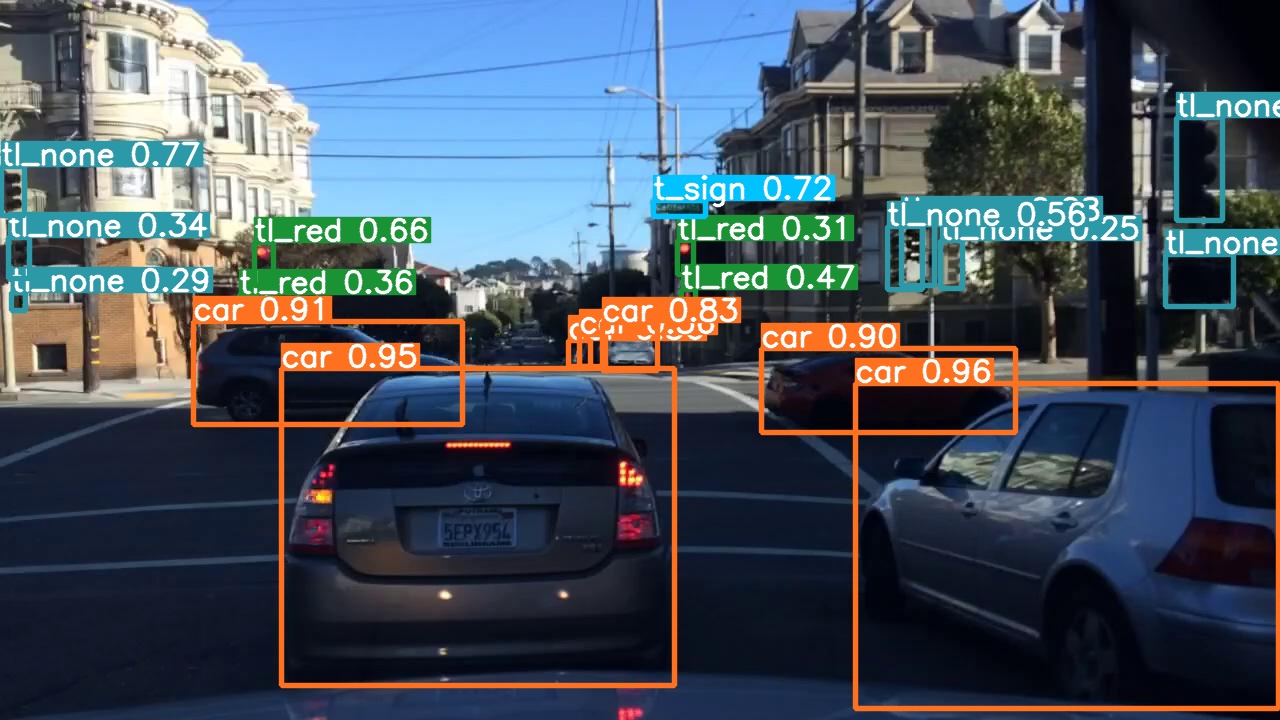 tl_none
tl_none 0.77
t_sign 0.72
tl_none 0.34
tl_none 0.56
0.25
tl_red 0.66
tl_red 0.31
tl_none
tl_none 0.29
tl_red 0.36
tl_red 0.47
car 0.91
car 0.83
car 0.90
car 0.95
car 0.96
5EPX954